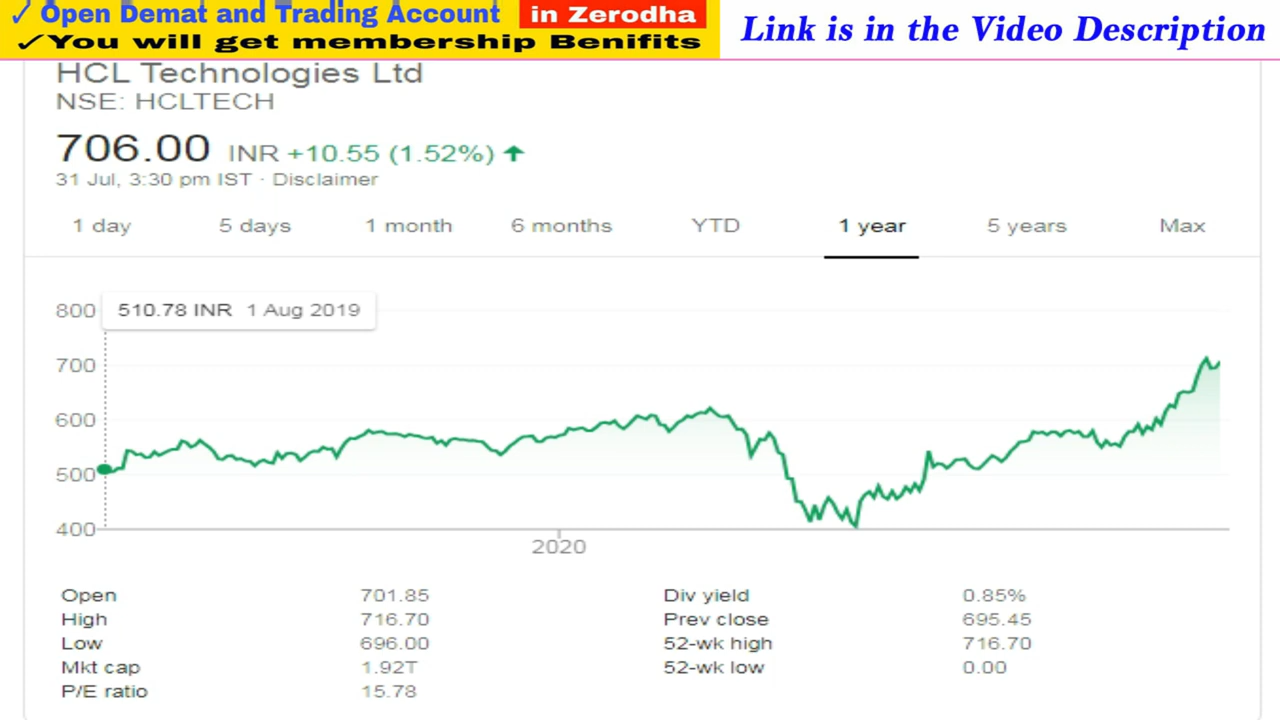 ✓ Open Demat and Trading Account in Zerodha
✓You will get membership Benifits
Link is in the Video Description
HCL Technologies Ltd
NSE: HCLTECH
706.00 INR +10.55 (1.52%) ↑
31 Jul, 3:30 pm IST · Disclaimer
1 day 5 days 1 month 6 months YTD 1 year 5 years Max
510.78 INR 1 Aug 2019
800
700
600
500
400
2020
Open 701.85 Div yield 0.85%
High 716.70 Prev close 695.45
Low 696.00 52-wk high 716.70
Mkt cap 1.92T 52-wk low 0.00
P/E ratio 15.78